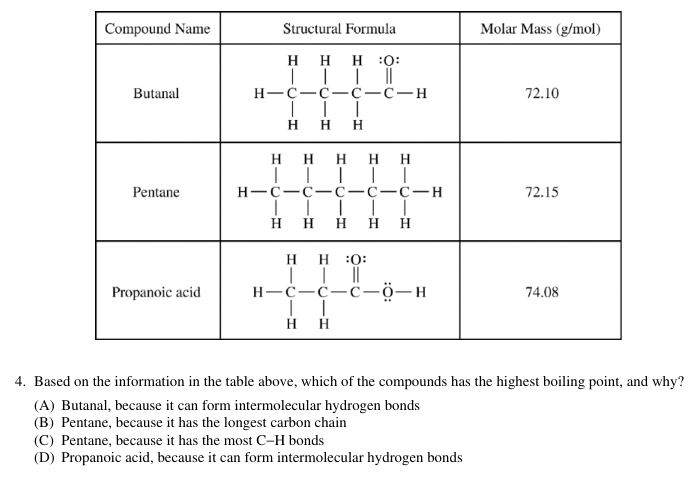 Compound Name Structural Formula Molar Mass (g/mol)
H H H :O:
Butanal H—C—C—C—C—H 72.10
H H H
H H H H H
Pentane H—C—C—C—C—C—H 72.15
H H H H H
H H :O:
Propanoic acid H—C—C—C—Ö—H 74.08
H H
4. Based on the information in the table above, which of the compounds has the highest boiling point, and why?
(A) Butanal, because it can form intermolecular hydrogen bonds
(B) Pentane, because it has the longest carbon chain
(C) Pentane, because it has the most C–H bonds
(D) Propanoic acid, because it can form intermolecular hydrogen bonds